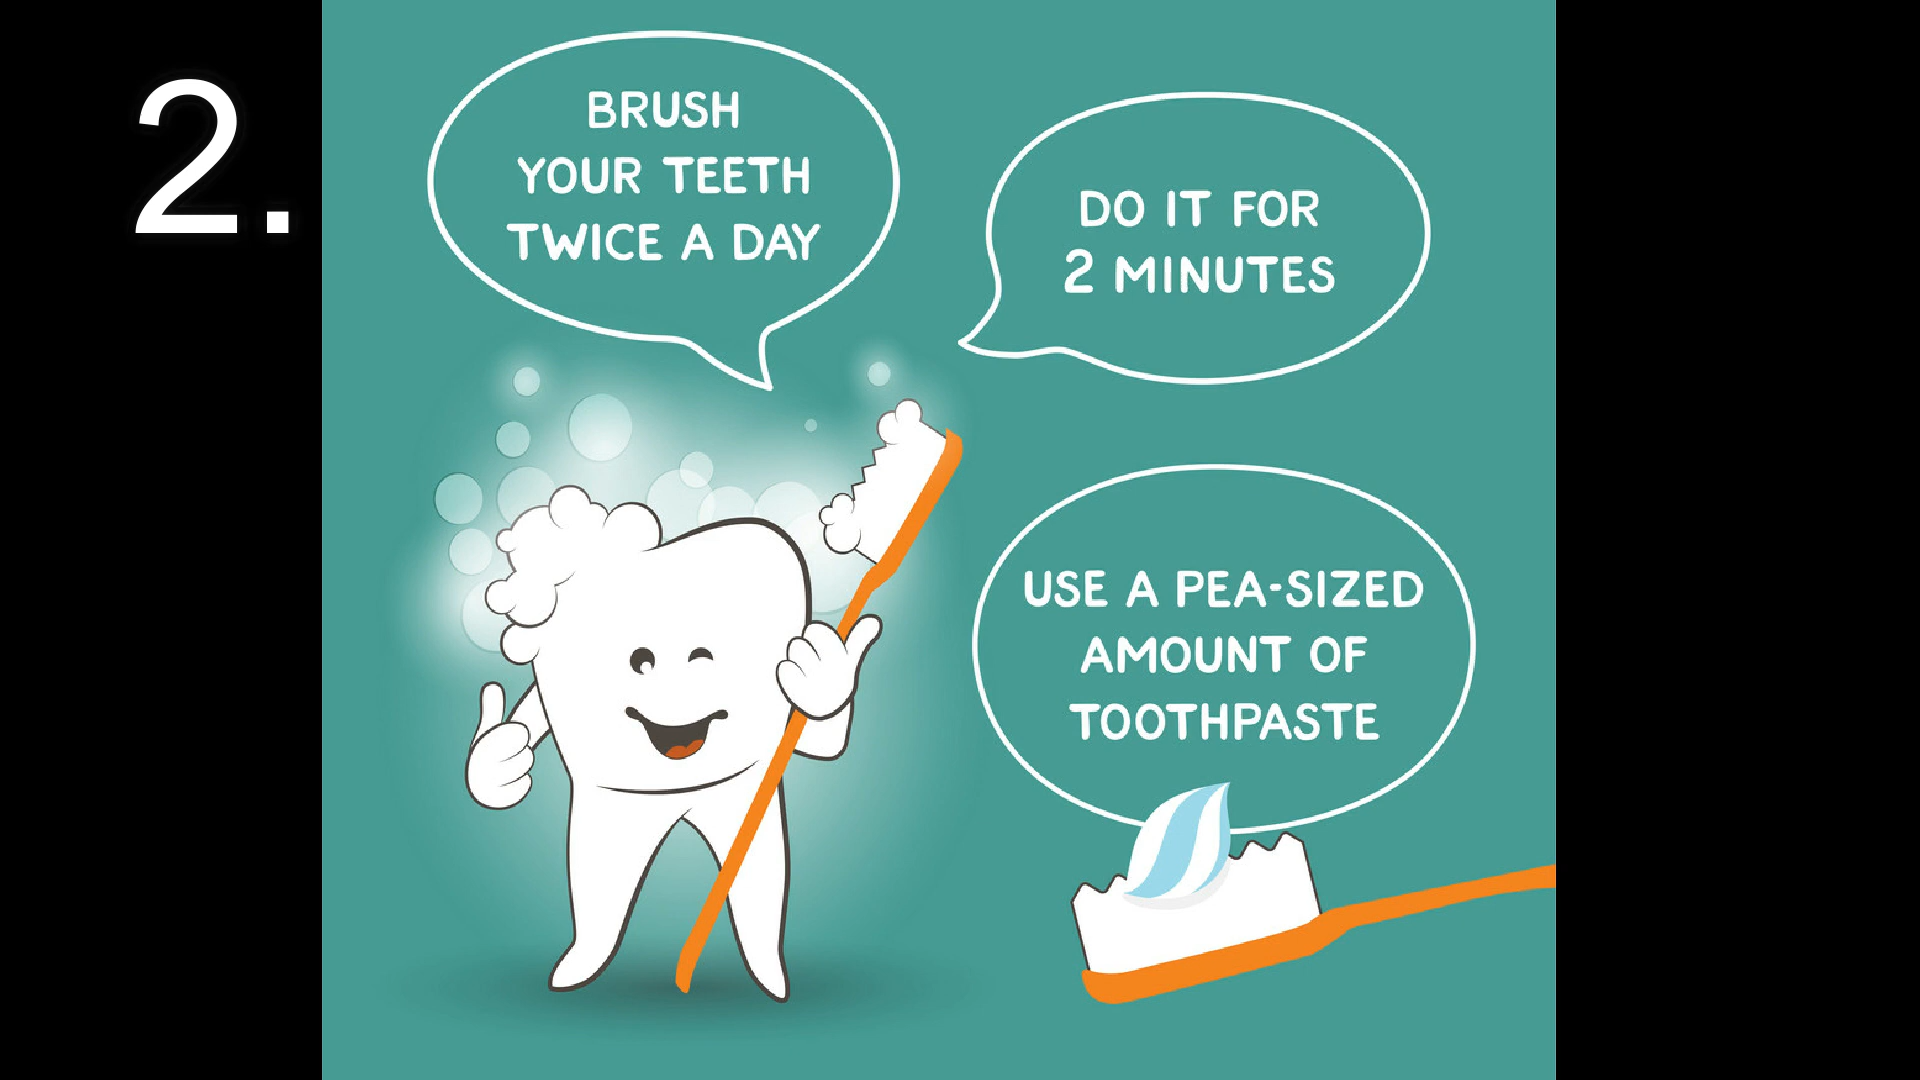 2.
BRUSH
YOUR TEETH
TWICE A DAY
DO IT FOR
2 MINUTES
USE A PEA-SIZED
AMOUNT OF
TOOTHPASTE